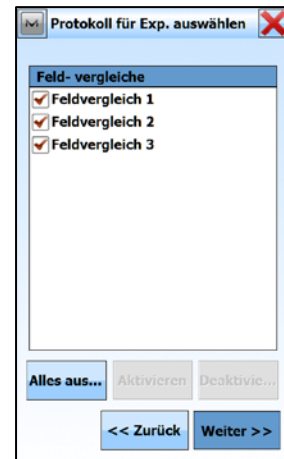 Protokoll für Exp. auswählen
Feld- vergleiche
Feldvergleich 1
Feldvergleich 2
Feldvergleich 3
Alles aus... Aktivieren Deaktivie...
<< Zurück Weiter >>